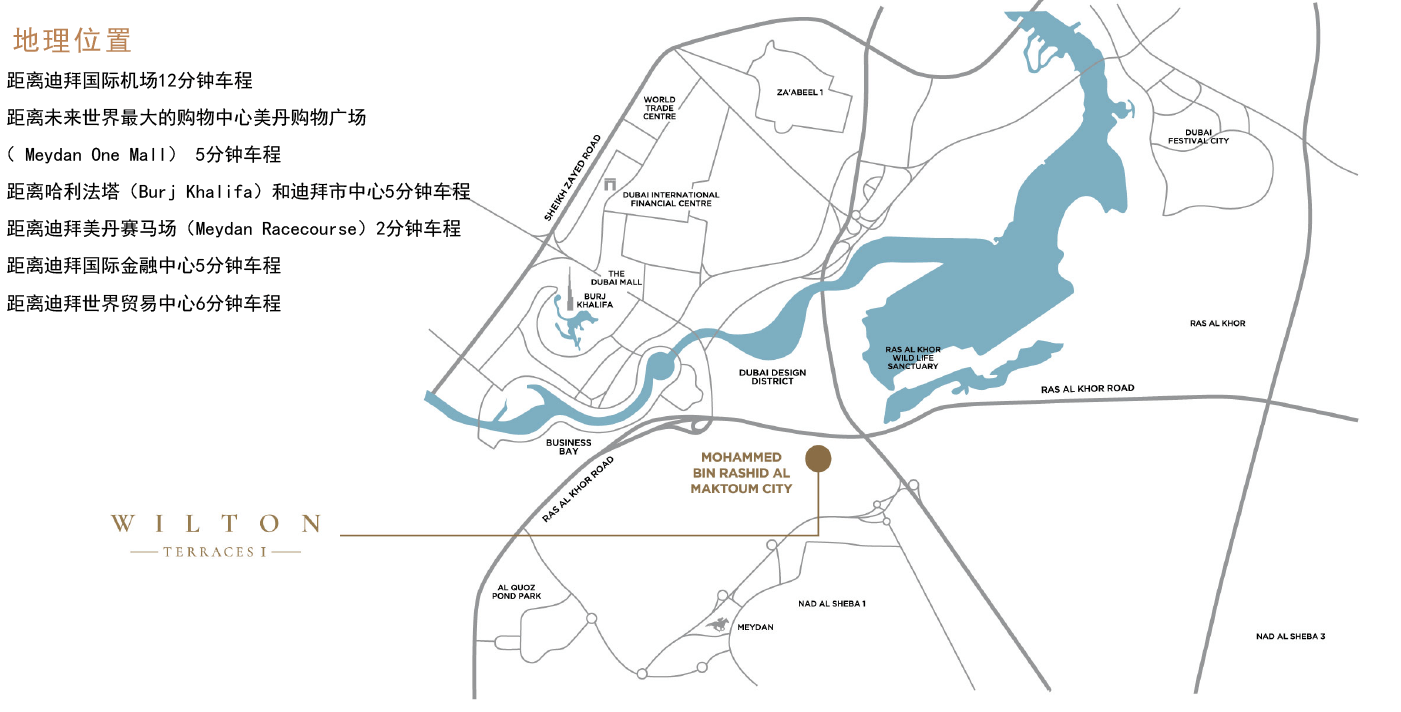 地理位置
距离迪拜国际机场12分钟车程
距离未来世界最大的购物中心美丹购物广场
（ Meydan One Mall） 5分钟车程
距离哈利法塔（Burj Khalifa）和迪拜市中心5分钟车程
距离迪拜美丹赛马场（Meydan Racecourse）2分钟车程
距离迪拜国际金融中心5分钟车程
距离迪拜世界贸易中心6分钟车程
ZA'ABEEL 1
WORLD
TRADE
CENTRE
SHEIKH ZAYED ROAD
DUBAI
FESTIVAL CITY
DUBAI INTERNATIONAL
FINANCIAL CENTRE
THE
DUBAI MALL
BURJ
KHALIFA
RAS AL KHOR
RAS AL KHOR
WILD LIFE
SANCTUARY
DUBAI DESIGN
DISTRICT
RAS AL KHOR ROAD
BUSINESS
BAY
RAS AL KHOR ROAD
MOHAMMED
BIN RASHID AL
MAKTOUM CITY
WILTON
TERRACES I
AL QUOZ
POND PARK
NAD AL SHEBA 1
MEYDAN
NAD AL SHEBA 3